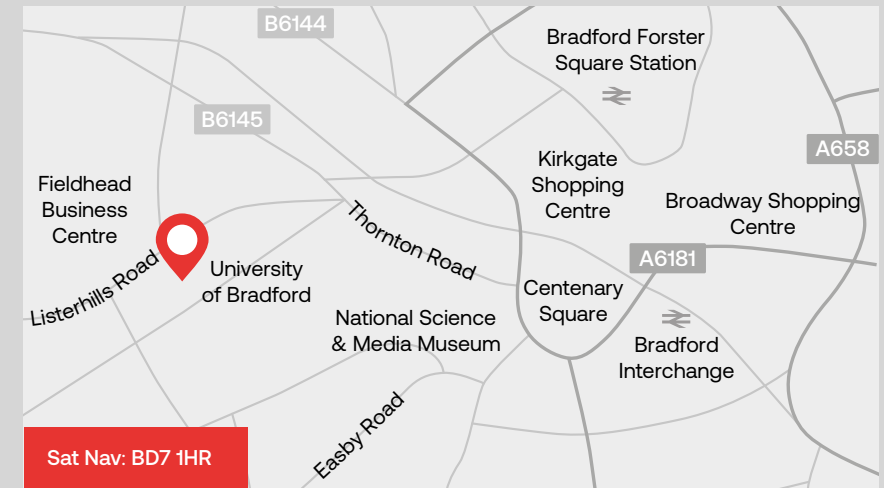 B6144
Bradford Forster
Square Station
B6145
A658
Kirkgate
Shopping
Centre
Fieldhead
Business
Centre
Broadway Shopping
Centre
Thornton Road
A6181
Listerhills Road
University
of Bradford
Centenary
Square
National Science
& Media Museum
Bradford
Interchange
Easby Road
Sat Nav: BD7 1HR